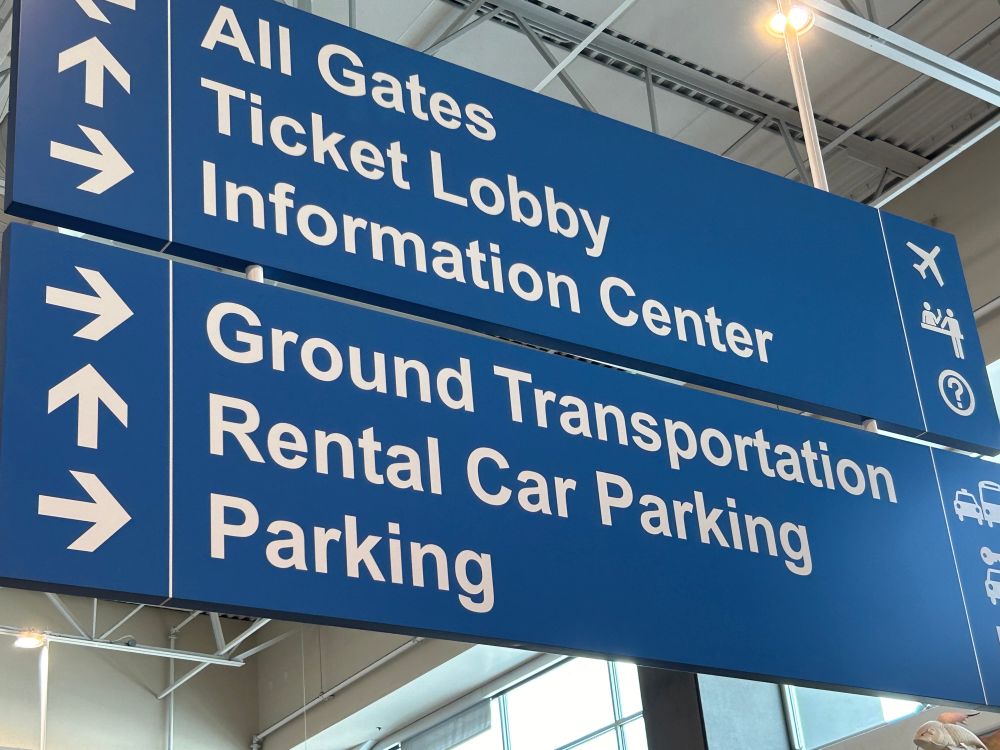 All Gates
Ticket Lobby
Information Center
?
Ground Transportation
Rental Car Parking
Parking